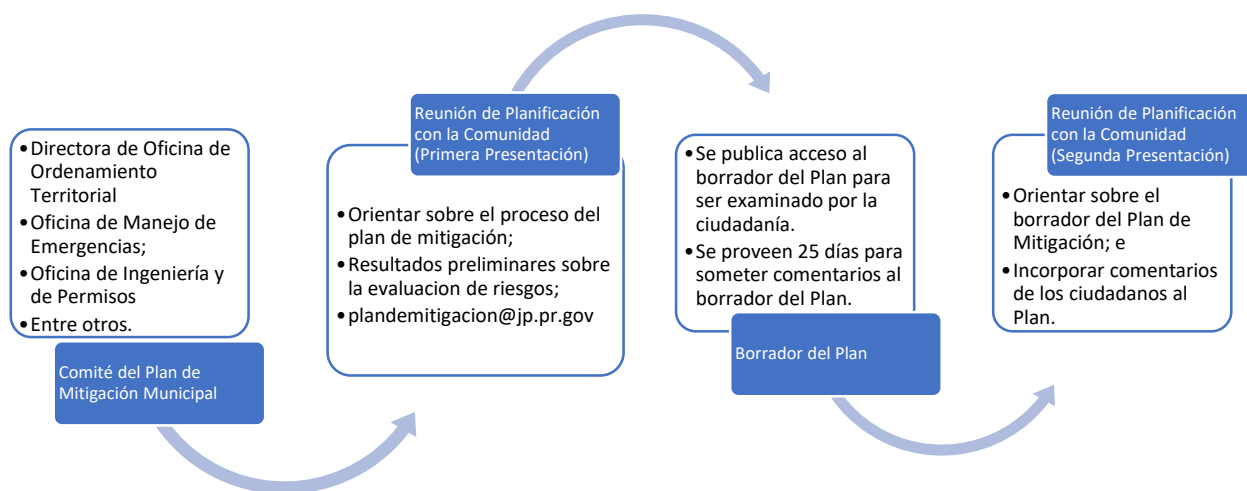 • Directora de Oficina de
Ordenamiento
Territorial
• Oficina de Manejo de
Emergencias;
• Oficina de Ingeniería y
de Permisos
• Entre otros.
Comité del Plan de
Mitigación Municipal
Reunión de Planificación
con la Comunidad
(Primera Presentación)
• Orientar sobre el proceso del
plan de mitigación;
• Resultados preliminares sobre
la evaluacion de riesgos;
• plandemitigacion@jp.pr.gov
• Se publica acceso al
borrador del Plan para
ser examinado por la
ciudadanía.
• Se proveen 25 días para
someter comentarios al
borrador del Plan.
Borrador del Plan
Reunión de Planificación
con la Comunidad
(Segunda Presentación)
• Orientar sobre el
borrador del Plan de
Mitigación; e
• Incorporar comentarios
de los ciudadanos al
Plan.